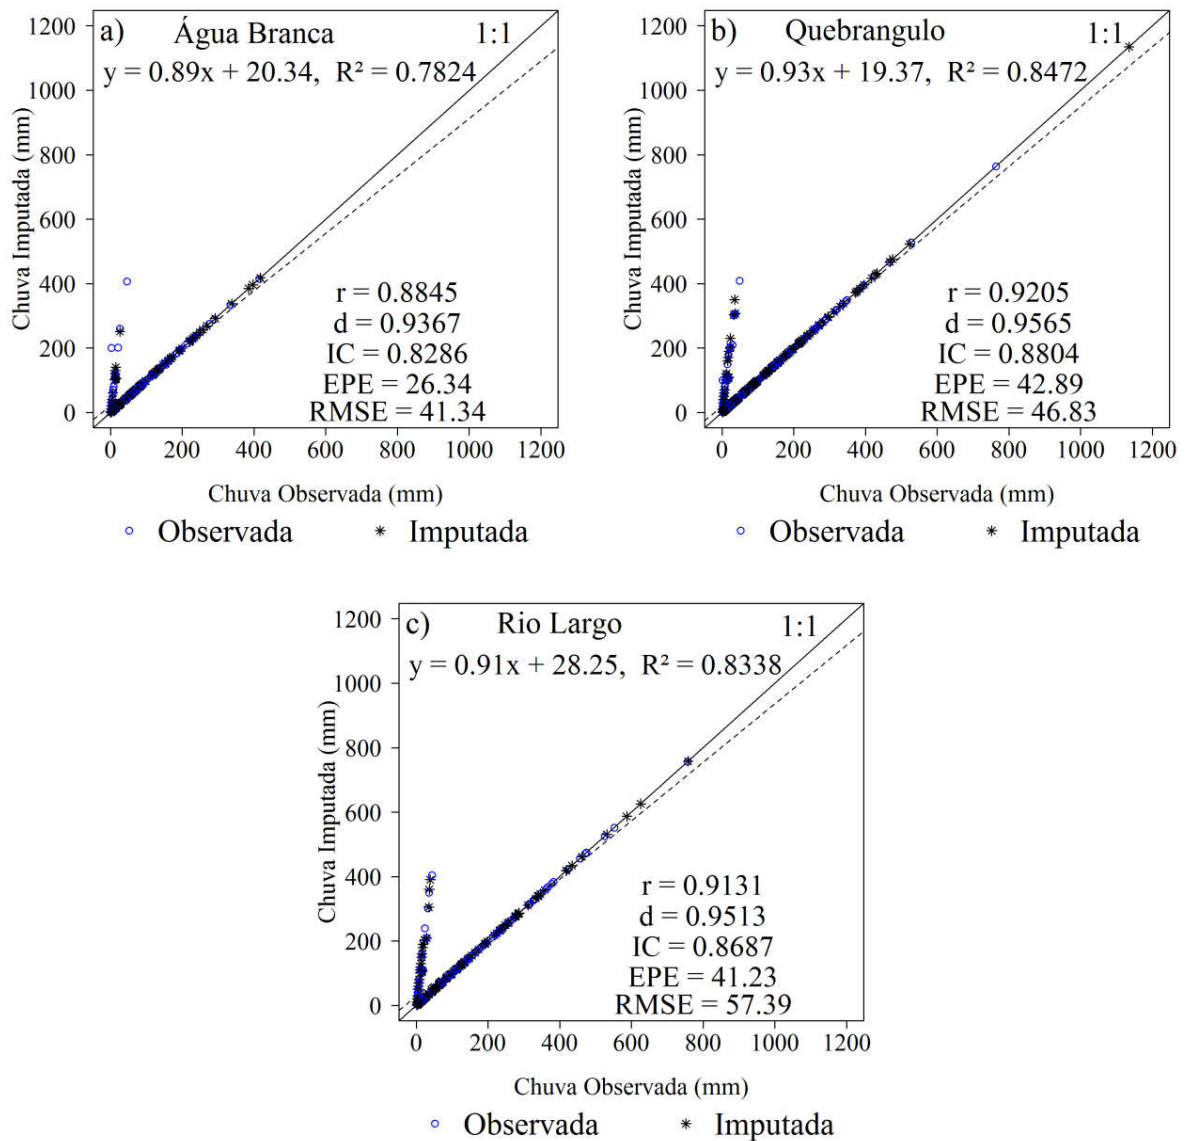 a) Água Branca 1:1
y = 0.89x + 20.34, R² = 0.7824
1200
1000
800
600
400
200
0
Chuva Imputada (mm)
r = 0.8845
d = 0.9367
IC = 0.8286
EPE = 26.34
RMSE = 41.34
0 200 400 600 800 1000 1200
Chuva Observada (mm)
Observada Imputada
b) Quebrangulo 1:1
y = 0.93x + 19.37, R² = 0.8472
1200
1000
800
600
400
200
0
Chuva Imputada (mm)
r = 0.9205
d = 0.9565
IC = 0.8804
EPE = 42.89
RMSE = 46.83
0 200 400 600 800 1000 1200
Chuva Observada (mm)
Observada Imputada
c) Rio Largo 1:1
y = 0.91x + 28.25, R² = 0.8338
1200
1000
800
600
400
200
0
Chuva Imputada (mm)
r = 0.9131
d = 0.9513
IC = 0.8687
EPE = 41.23
RMSE = 57.39
0 200 400 600 800 1000 1200
Chuva Observada (mm)
Observada Imputada